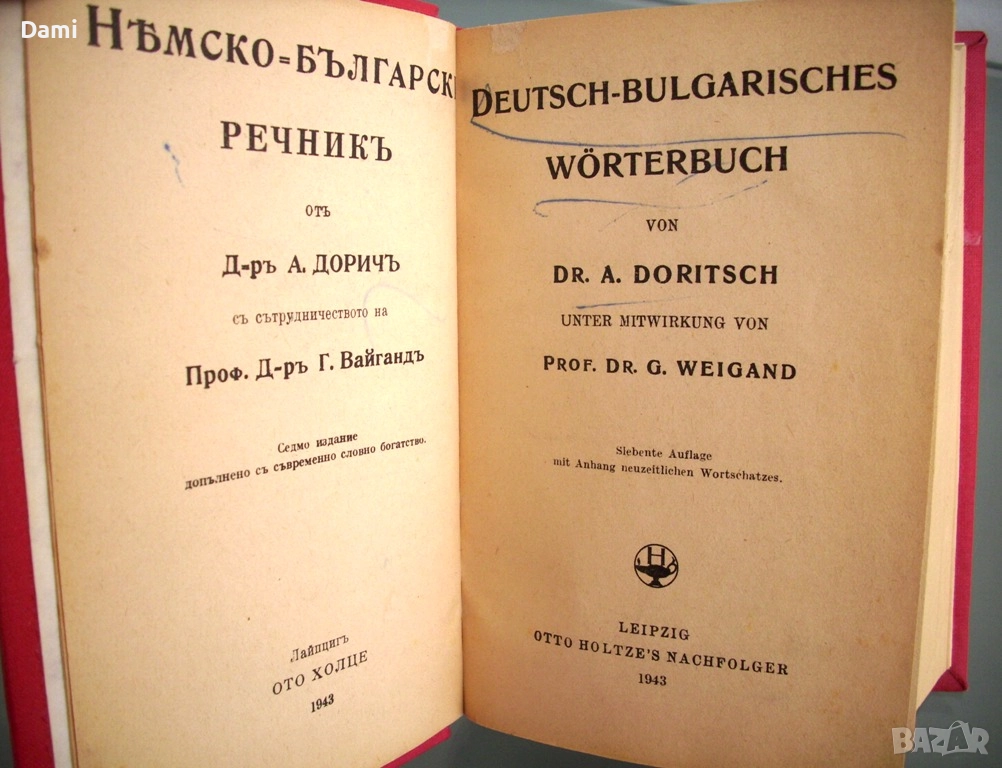 Dami
НѢМСКО=БЪЛГАРСКИ
РЕЧНИКЪ
отъ
Д-ръ А. ДОРИЧЪ
съ сътрудничеството на
Проф. Д-ръ Г. Вайгандъ
Седмо издание
допълнено съ съвременно словно богатство.
Лайпцигъ
ОТО ХОЛЦЕ
1943
DEUTSCH-BULGARISCHES
WÖRTERBUCH
VON
DR. A. DORITSCH
UNTER MITWIRKUNG VON
PROF. DR. G. WEIGAND
Siebente Auflage
mit Anhang neuzeitlichen Wortschatzes.
H
LEIPZIG
OTTO HOLTZE'S NACHFOLGER
1943
BAZAR